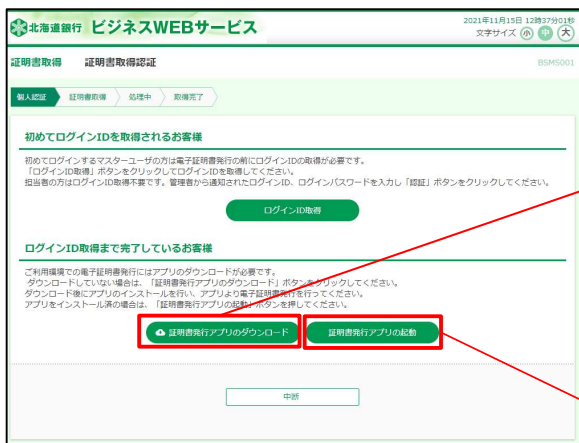 北海道銀行 ビジネスWEBサービス
2021年11月15日 12時37分01秒
文字サイズ 小 中 大
証明書取得 証明書取得認証
BSMS001
個人認証 証明書取得 処理中 取得完了
初めてログインIDを取得されるお客様
初めてログインするマスターユーザの方は電子証明書発行の前にログインIDの取得が必要です。
「ログインID取得」ボタンをクリックしてログインIDを取得してください。
担当者の方はログインID取得不要です。管理者から通知されたログインID、ログインパスワードを入力し「認証」ボタンをクリックしてください。
ログインID取得
ログインID取得まで完了しているお客様
ご利用環境での電子証明書発行にはアプリのダウンロードが必要です。
ダウンロードしていない場合は、「証明書発行アプリのダウンロード」ボタンをクリックしてください。
ダウンロード後にアプリのインストールを行い、アプリより電子証明書発行を行ってください。
アプリをインストール済の場合は、「証明書発行アプリの起動」ボタンを押してください。
証明書発行アプリのダウンロード 証明書発行アプリの起動
中断